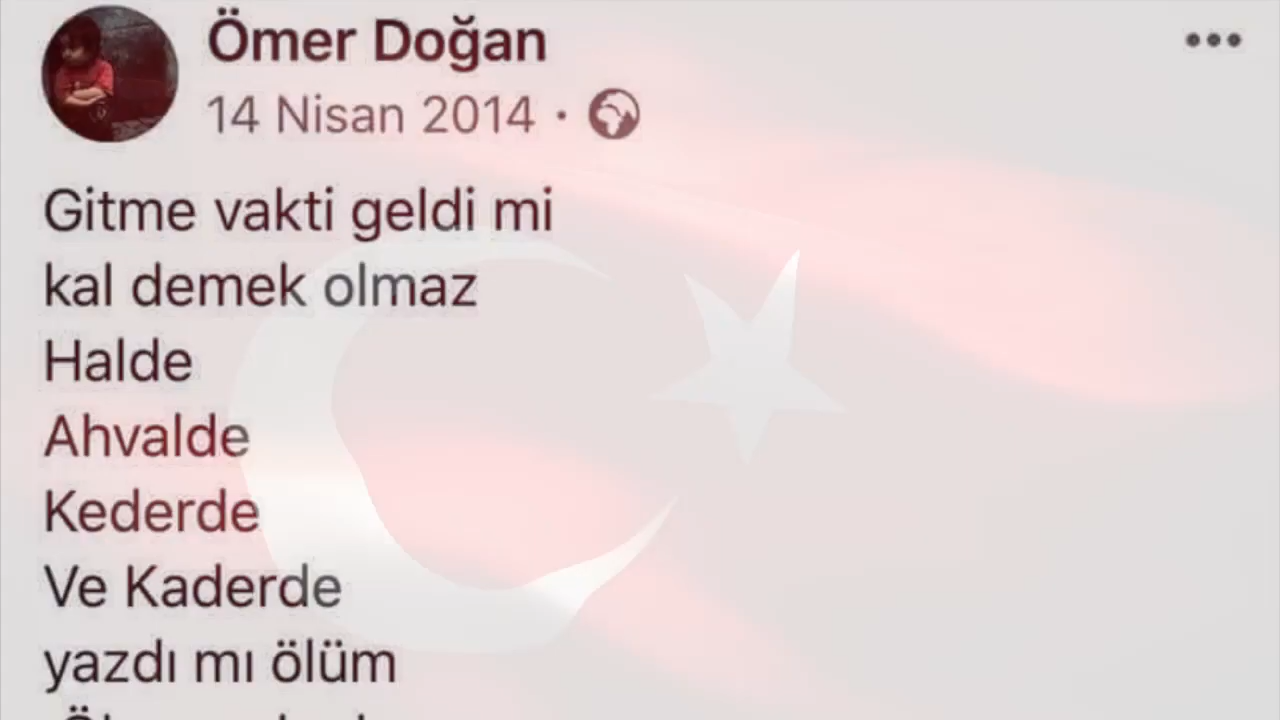 Ömer Doğan
14 Nisan 2014 ·
Gitme vakti geldi mi
kal demek olmaz
Halde
Ahvalde
Kederde
Ve Kaderde
yazdı mı ölüm